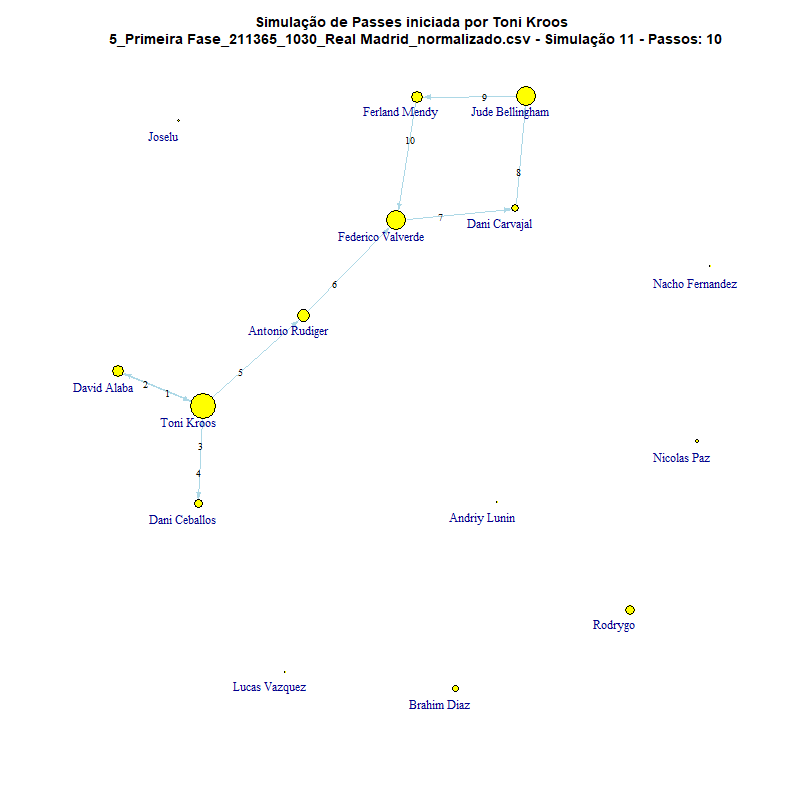 Simulação de Passes iniciada por Toni Kroos
5_Primeira Fase_211365_1030_Real Madrid_normalizado.csv - Simulação 11 - Passos: 10
9
Ferland Mendy
Jude Bellingham
Joselu
10
8
7
Dani Carvajal
Federico Valverde
Nacho Fernandez
6
Antonio Rudiger
5
2
David Alaba
1
Toni Kroos
3
Nicolas Paz
4
Dani Ceballos
Andriy Lunin
Rodrygo
Lucas Vazquez
Brahim Diaz